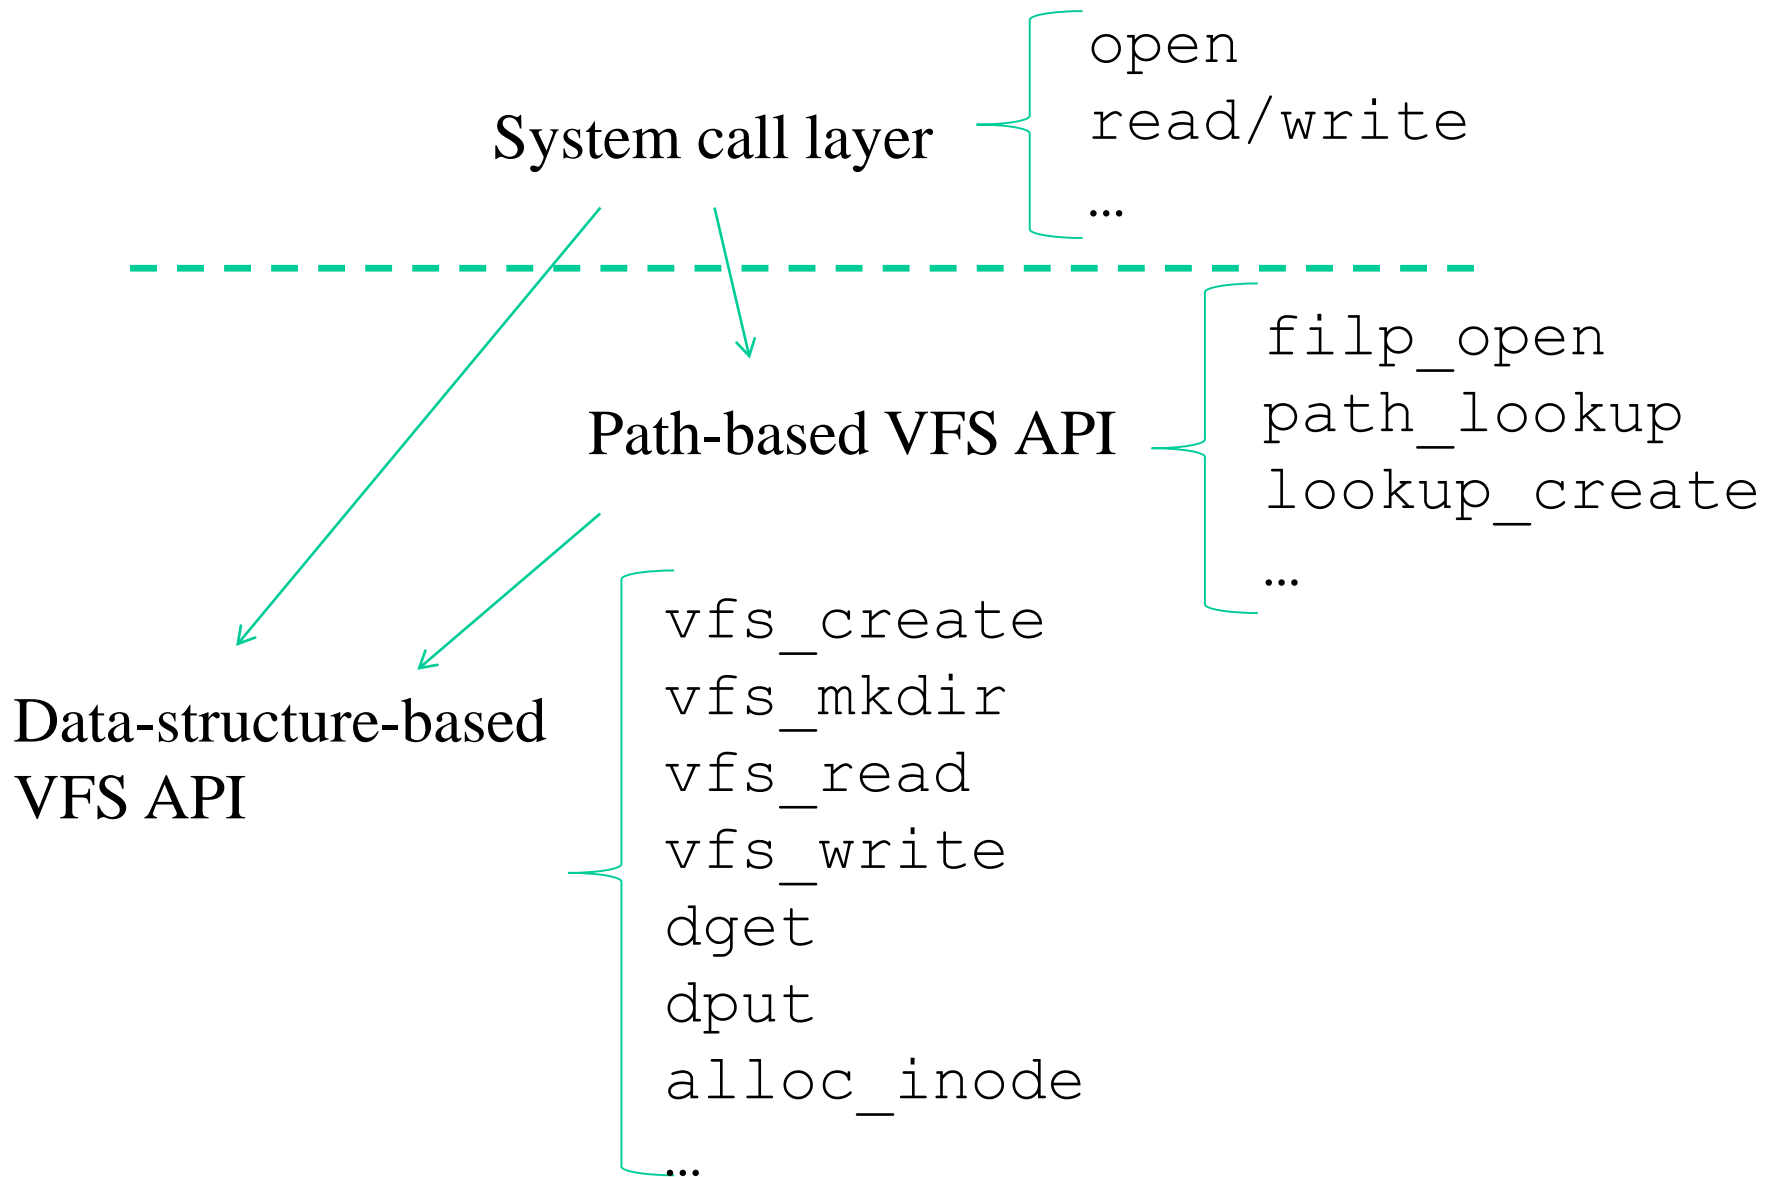 open
System call layer
read/write
…
filp_open
path_lookup
Path-based VFS API
lookup_create
…
vfs_create
vfs_mkdir
Data-structure-based
VFS API
vfs_read
vfs_write
dget
dput
alloc_inode
…